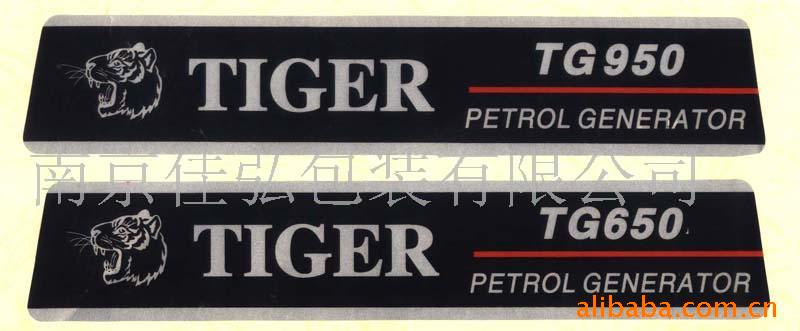 TIGER
TG950
PETROL GENERATOR
南京佳弘包装有限公司
TIGER
TG650
PETROL GENERATOR
alibaba.com.cn